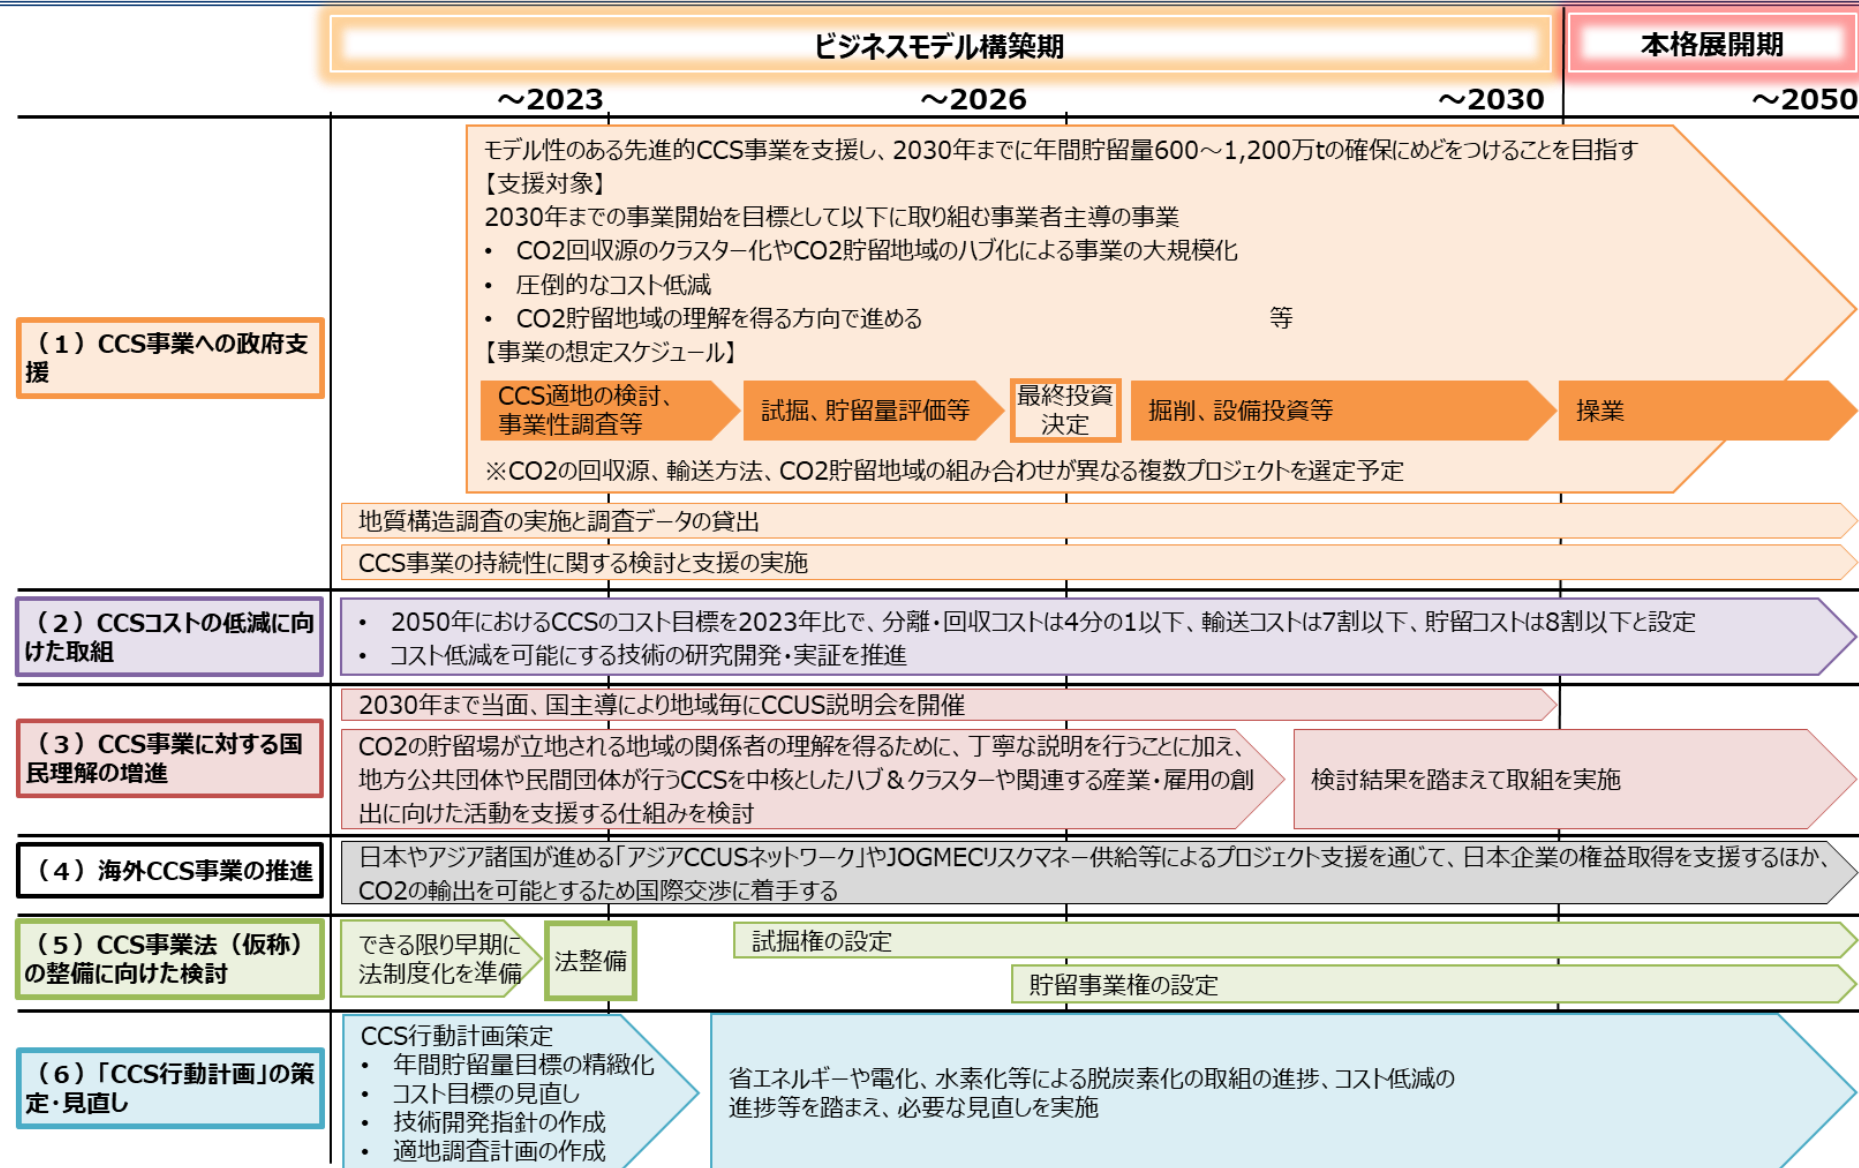 ビジネスモデル構築期
本格展開期
～2023
～2026
～2030
～2050
（１）CCS事業への政府支
援
モデル性のある先進的CCS事業を支援し、2030年までに年間貯留量600～1,200万tの確保にめどをつけることを目指す
【支援対象】
2030年までの事業開始を目標として以下に取り組む事業者主導の事業
• CO2回収源のクラスター化やCO2貯留地域のハブ化による事業の大規模化
• 圧倒的なコスト低減
• CO2貯留地域の理解を得る方向で進める 等
【事業の想定スケジュール】
CCS適地の検討、
事業性調査等
試掘、貯留量評価等
最終投資
決定
掘削、設備投資等
操業
※CO2の回収源、輸送方法、CO2貯留地域の組み合わせが異なる複数プロジェクトを選定予定
地質構造調査の実施と調査データの貸出
CCS事業の持続性に関する検討と支援の実施
（２）CCSコストの低減に向
けた取組
• 2050年におけるCCSのコスト目標を2023年比で、分離・回収コストは4分の1以下、輸送コストは7割以下、貯留コストは8割以下と設定
• コスト低減を可能にする技術の研究開発・実証を推進
（３）CCS事業に対する国
民理解の増進
2030年まで当面、国主導により地域毎にCCUS説明会を開催
CO2の貯留場が立地される地域の関係者の理解を得るために、丁寧な説明を行うことに加え、
地方公共団体や民間団体が行うCCSを中核としたハブ＆クラスターや関連する産業・雇用の創
出に向けた活動を支援する仕組みを検討
検討結果を踏まえて取組を実施
（４）海外CCS事業の推進
日本やアジア諸国が進める「アジアCCUSネットワーク」やJOGMECリスクマネー供給等によるプロジェクト支援を通じて、日本企業の権益取得を支援するほか、
CO2の輸出を可能とするため国際交渉に着手する
（５）CCS事業法（仮称）
の整備に向けた検討
できる限り早期に
法制度化を準備
法整備
試掘権の設定
貯留事業権の設定
（６）「CCS行動計画」の策
定・見直し
CCS行動計画策定
• 年間貯留量目標の精緻化
• コスト目標の見直し
• 技術開発指針の作成
• 適地調査計画の作成
省エネルギーや電化、水素化等による脱炭素化の取組の進捗、コスト低減の
進捗等を踏まえ、必要な見直しを実施